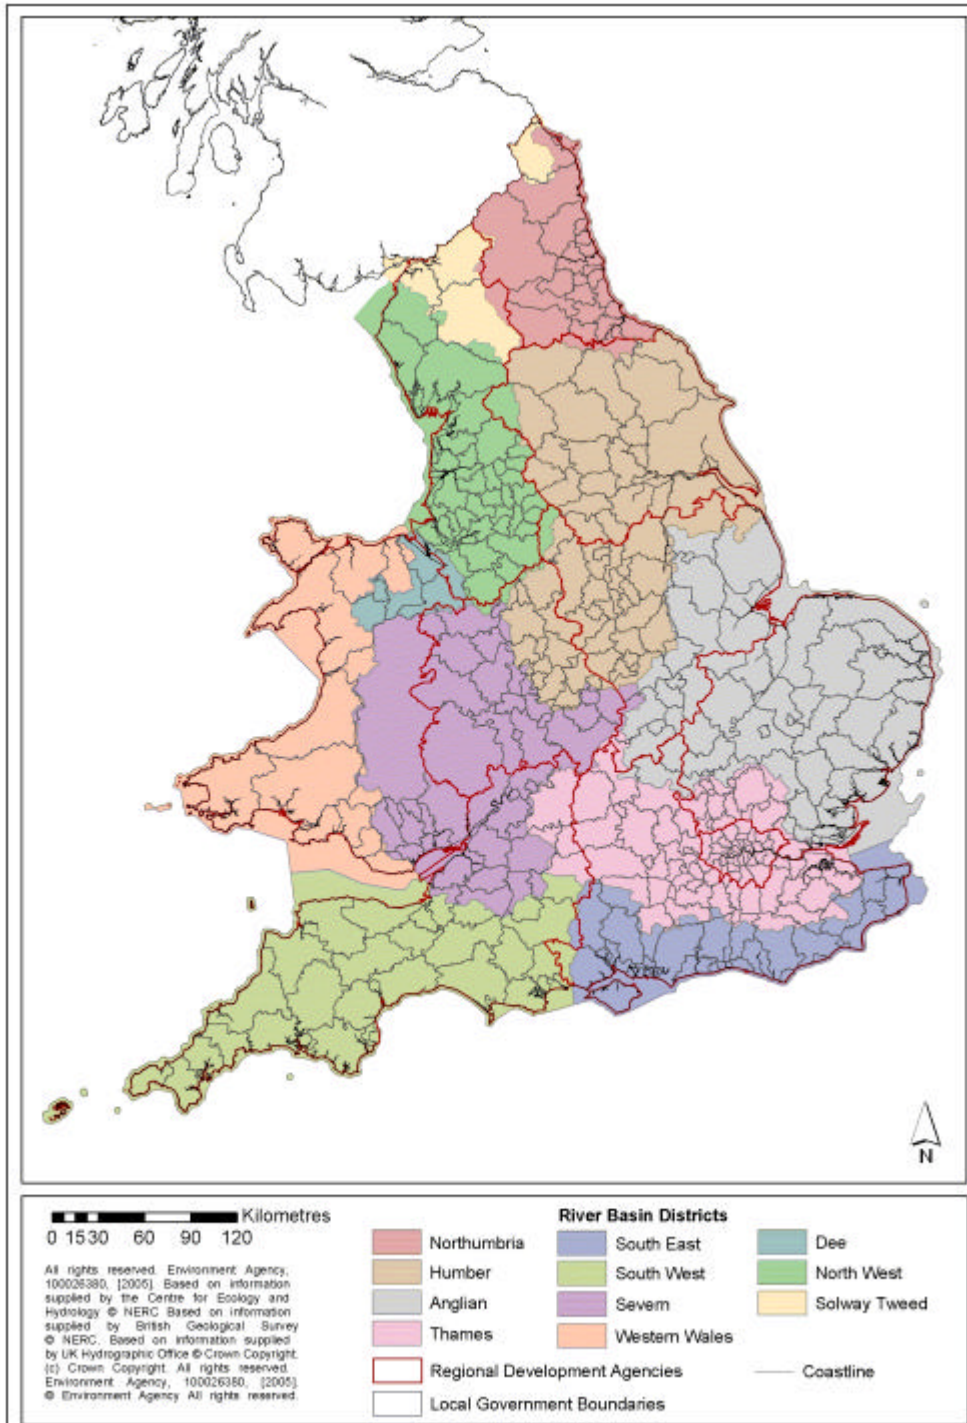 N
Kilometres
0 15 30 60 90 120
All rights reserved. Environment Agency,
100026380, [2005]. Based on information
supplied by the Centre for Ecology and
Hydrology © NERC Based on information
supplied by British Geological Survey
© NERC. Based on information supplied
by UK Hydrographic Office © Crown Copyright.
(c) Crown Copyright. All rights reserved.
Environment Agency, 100026380, [2005].
© Environment Agency All rights reserved.
River Basin Districts
Northumbria
South East
Dee
Humber
South West
North West
Anglian
Severn
Solway Tweed
Thames
Western Wales
Regional Development Agencies
Coastline
Local Government Boundaries